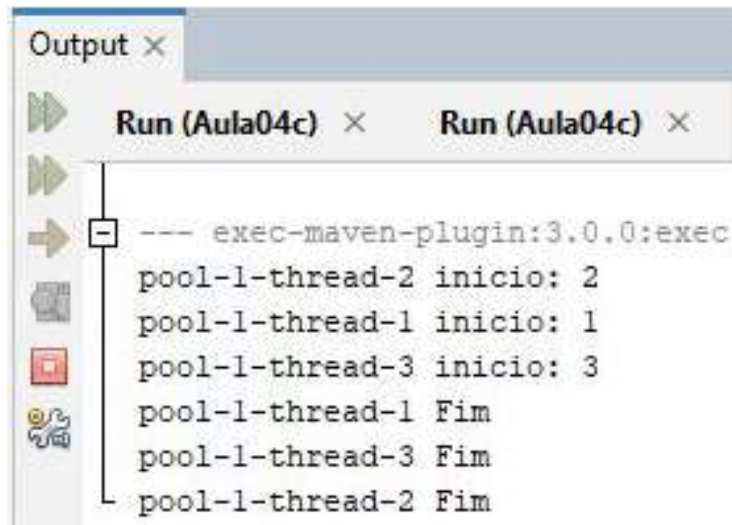 Output ×
Run (Aula04c) × Run (Aula04c) ×
--- exec-maven-plugin:3.0.0:exec
pool-1-thread-2 inicio: 2
pool-1-thread-1 inicio: 1
pool-1-thread-3 inicio: 3
pool-1-thread-1 Fim
pool-1-thread-3 Fim
pool-1-thread-2 Fim